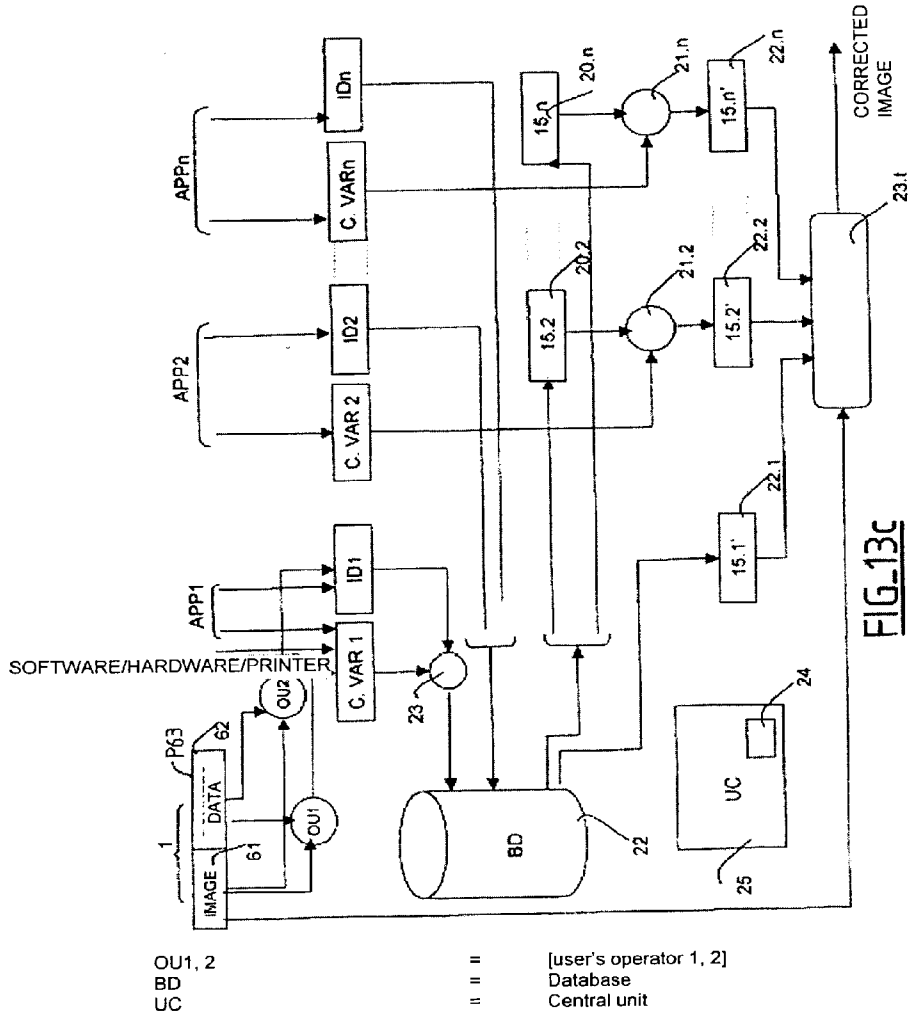 SOFTWARE/HARDWARE/PRINTER
P63
62
1
IMAGE
DATA
61
OU1
OU2
APP1
C. VAR 1
ID1
23
APP2
C. VAR 2
ID2
APPn
C. VARn
IDn
BD
22
UC
24
25
15.2
20.2
15.n
20.n
21.2
21.n
15.1'
22.1
15.2'
22.2
15.n'
22.n
23.t
CORRECTED
IMAGE
FIG_13c
OU1, 2 = [user's operator 1, 2]
BD = Database
UC = Central unit